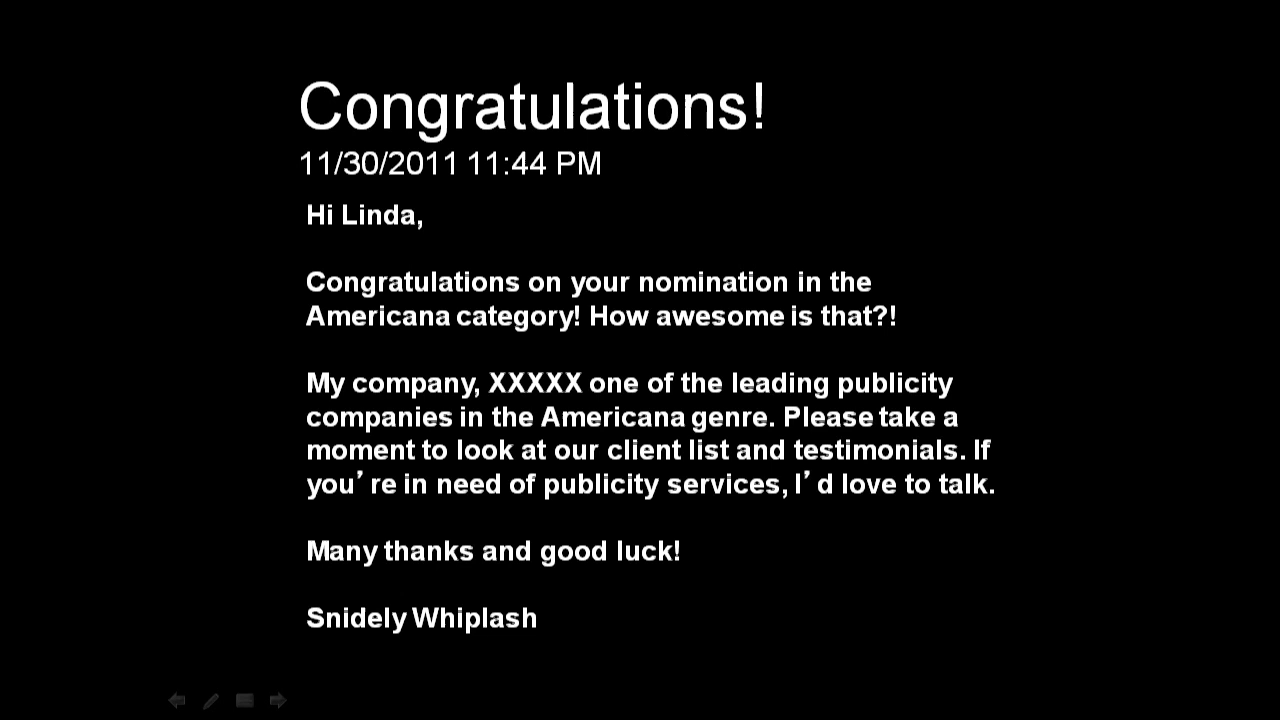 Congratulations!
11/30/2011 11:44 PM
Hi Linda,
Congratulations on your nomination in the
Americana category! How awesome is that?!
My company, XXXXX one of the leading publicity
companies in the Americana genre. Please take a
moment to look at our client list and testimonials. If
you’re in need of publicity services, I’d love to talk.
Many thanks and good luck!
Snidely Whiplash